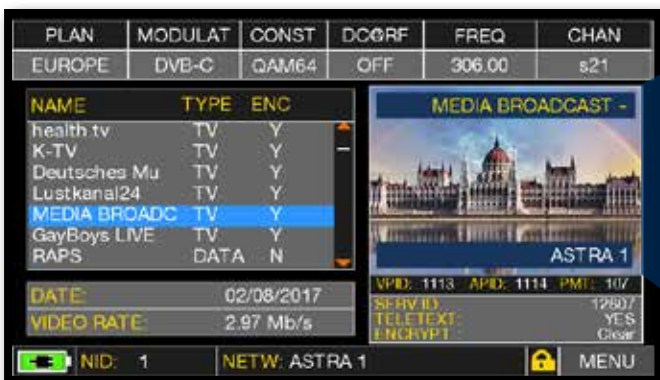 PLAN MODULAT CONST DC@RF FREQ CHAN
EUROPE DVB-C QAM64 OFF 306.00 s21
NAME TYPE ENC
health tv TV Y
K-TV TV Y
Deutsches Mu TV Y
Lustkanal24 TV Y
MEDIA BROADC TV Y
GayBoys LIVE TV Y
RAPS DATA N
DATE: 02/08/2017
VIDEO RATE: 2.97 Mb/s
MEDIA BROADCAST -
ASTRA 1
VPID: 1113 APID: 1114 PMT: 107
SERV ID: 12607
TELETEXT: YES
ENCRYPT: Clear
NID: 1 NETW: ASTRA 1 MENU